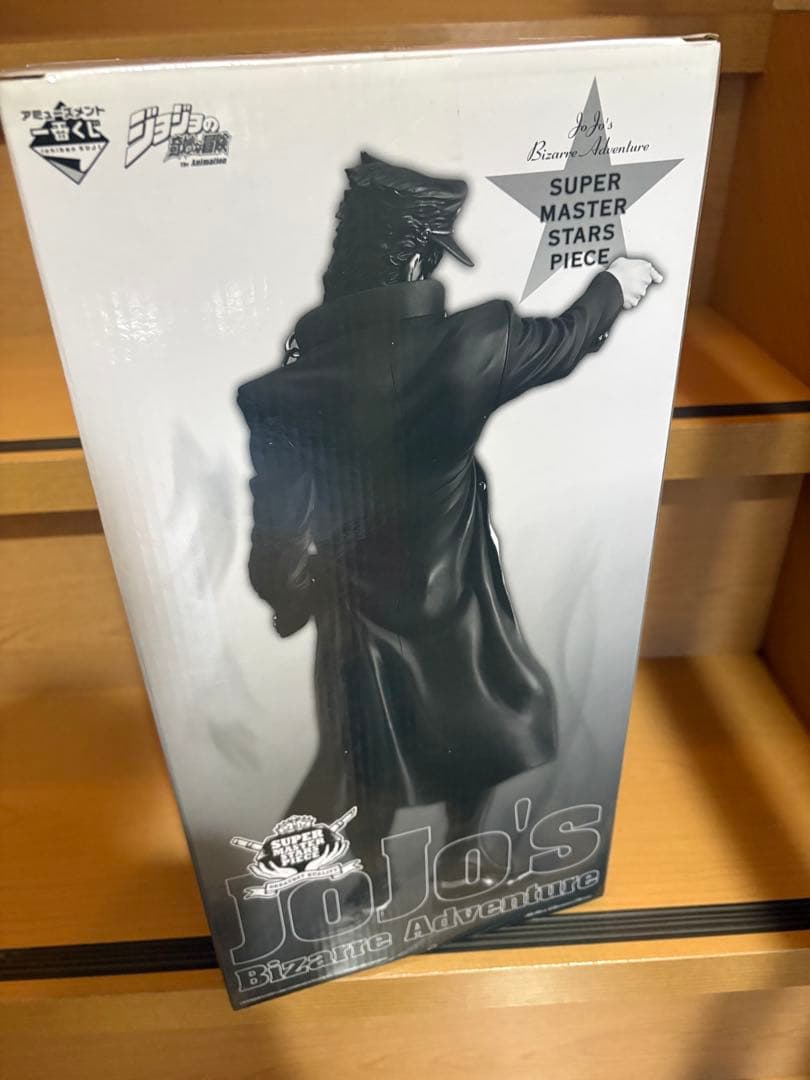 アミューズメント
一番くじ
ichiban KUJI
ジョジョの
奇妙な冒険
The Animation
JoJo's
Bizarre Adventure
SUPER
MASTER
STARS
PIECE
SUPER
MASTER
STARS
PIECE
JoJo's
Bizarre Adventure